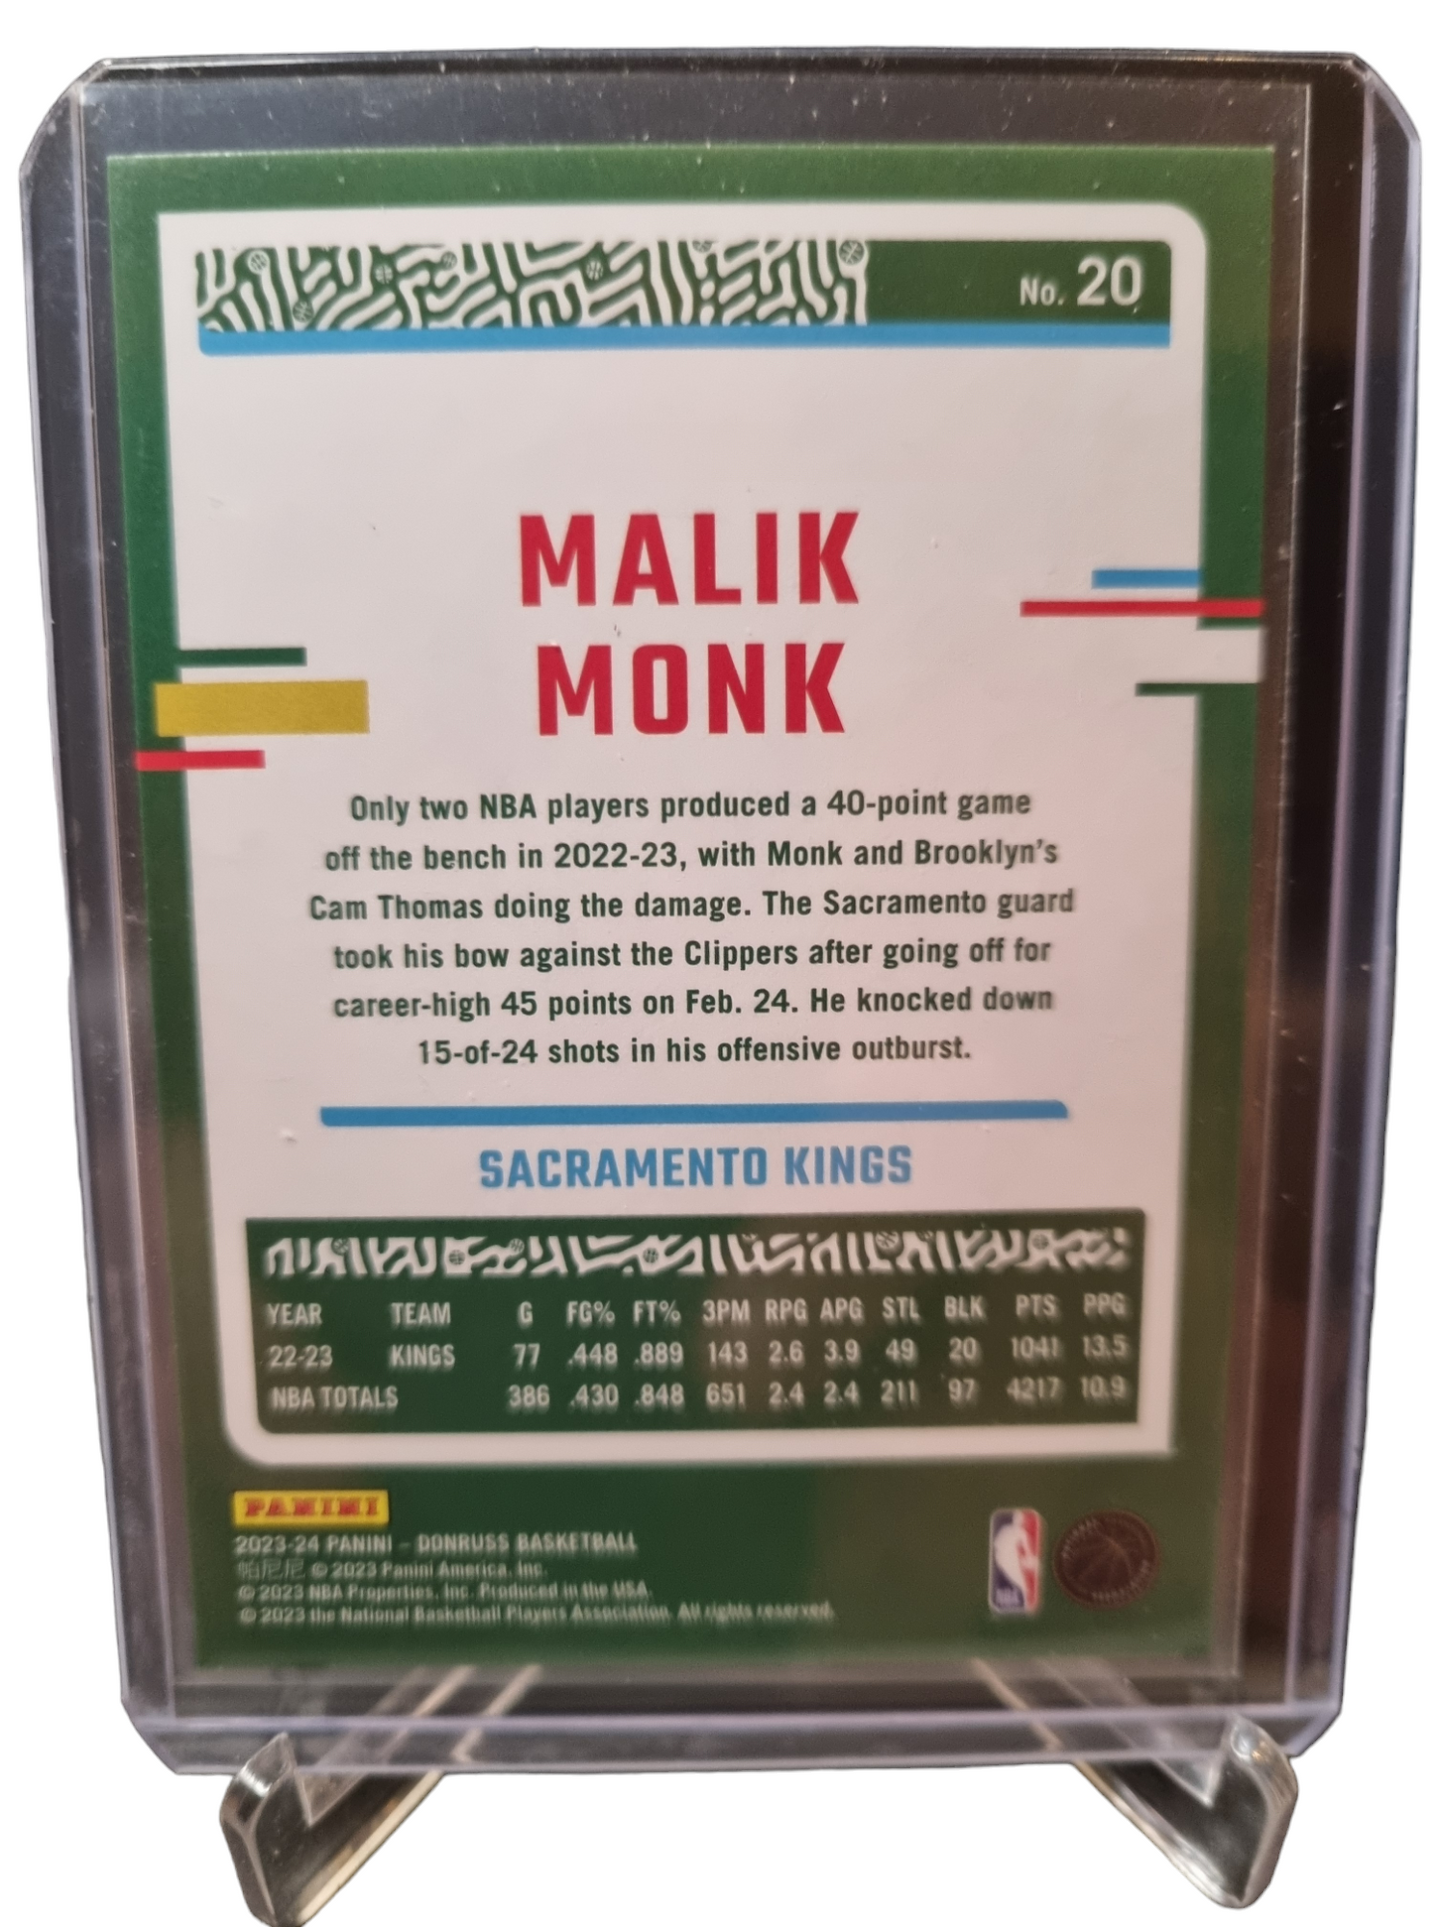 No. 20
MALIK
MONK
Only two NBA players produced a 40-point game
off the bench in 2022-23, with Monk and Brooklyn's
Cam Thomas doing the damage. The Sacramento guard
took his bow against the Clippers after going off for
career-high 45 points on Feb. 24. He knocked down
15-of-24 shots in his offensive outburst.
SACRAMENTO KINGS
YEAR TEAM G FG% FT% 3PM RPG APG STL BLK PTS PPG
22-23 KINGS 77 .448 .889 143 2.6 3.9 49 20 1041 13.5
NBA TOTALS 386 .430 .848 651 2.4 2.4 211 97 4217 10.9
PANINI
2023-24 PANINI – DONRUSS BASKETBALL
帕尼尼 © 2023 Panini America, Inc.
© 2023 NBA Properties, Inc. Produced in the USA.
© 2023 the National Basketball Players Association. All rights reserved.